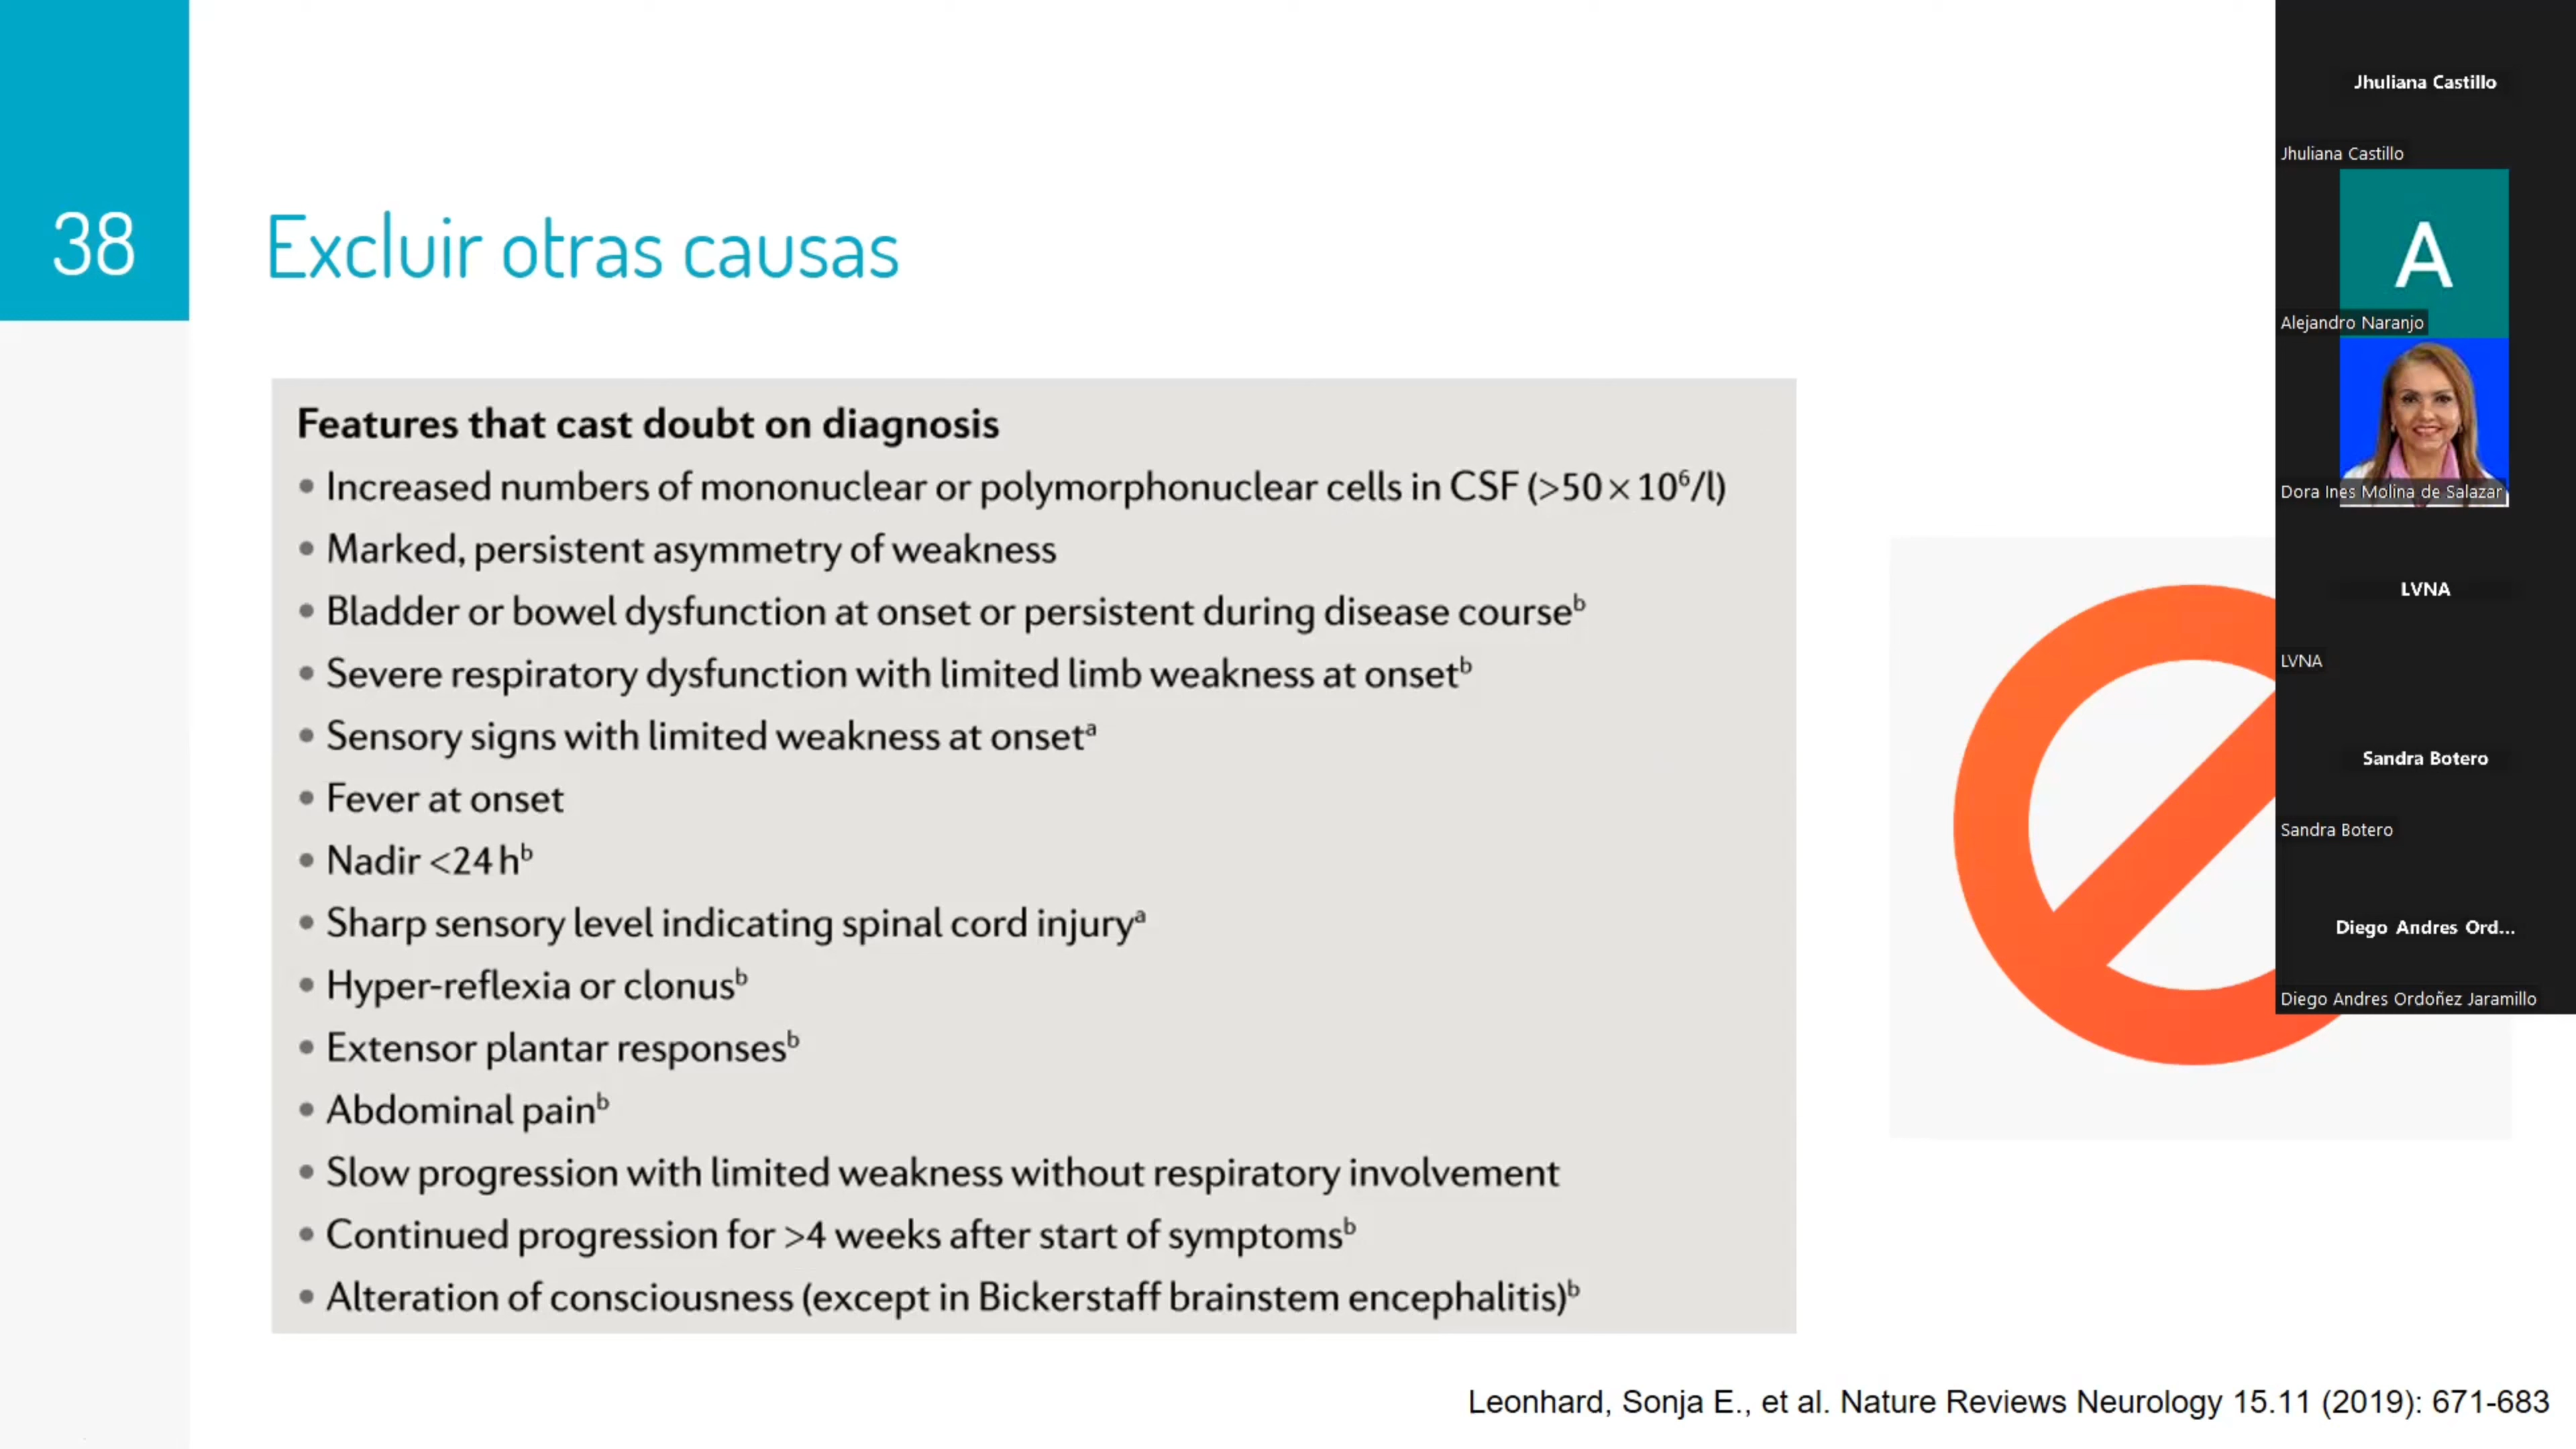 38
Excluir otras causas
Features that cast doubt on diagnosis
• Increased numbers of mononuclear or polymorphonuclear cells in CSF (>50 × 10⁶/l)
• Marked, persistent asymmetry of weakness
• Bladder or bowel dysfunction at onset or persistent during disease courseᵇ
• Severe respiratory dysfunction with limited limb weakness at onsetᵇ
• Sensory signs with limited weakness at onsetᵃ
• Fever at onset
• Nadir <24 hᵇ
• Sharp sensory level indicating spinal cord injuryᵃ
• Hyper-reflexia or clonusᵇ
• Extensor plantar responsesᵇ
• Abdominal painᵇ
• Slow progression with limited weakness without respiratory involvement
• Continued progression for >4 weeks after start of symptomsᵇ
• Alteration of consciousness (except in Bickerstaff brainstem encephalitis)ᵇ
Leonhard, Sonja E., et al. Nature Reviews Neurology 15.11 (2019): 671-683
Jhuliana Castillo
Jhuliana Castillo
A
Alejandro Naranjo
Dora Ines Molina de Salazar
LVNA
LVNA
Sandra Botero
Sandra Botero
Diego Andres Ord...
Diego Andres Ordoñez Jaramillo